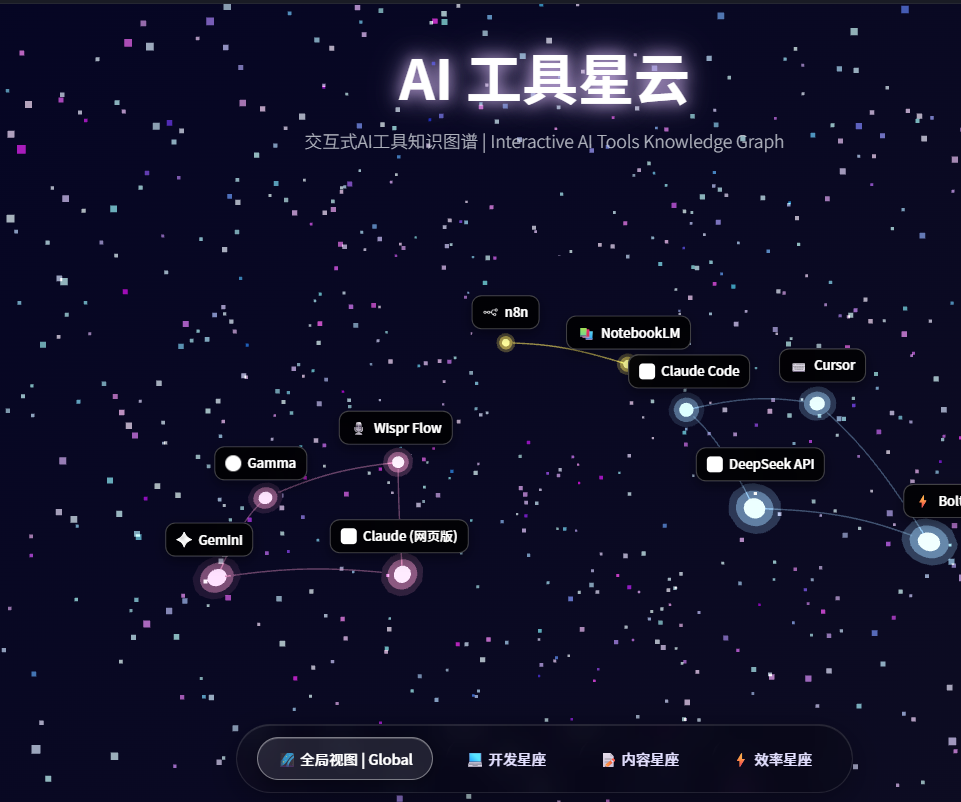 AI 工具星云
交互式AI工具知识图谱 | Interactive AI Tools Knowledge Graph
n8n
NotebookLM
Claude Code
Cursor
Wispr Flow
Gamma
DeepSeek API
Bolt
Gemini
Claude (网页版)
全局视图 | Global
开发星座
内容星座
效率星座